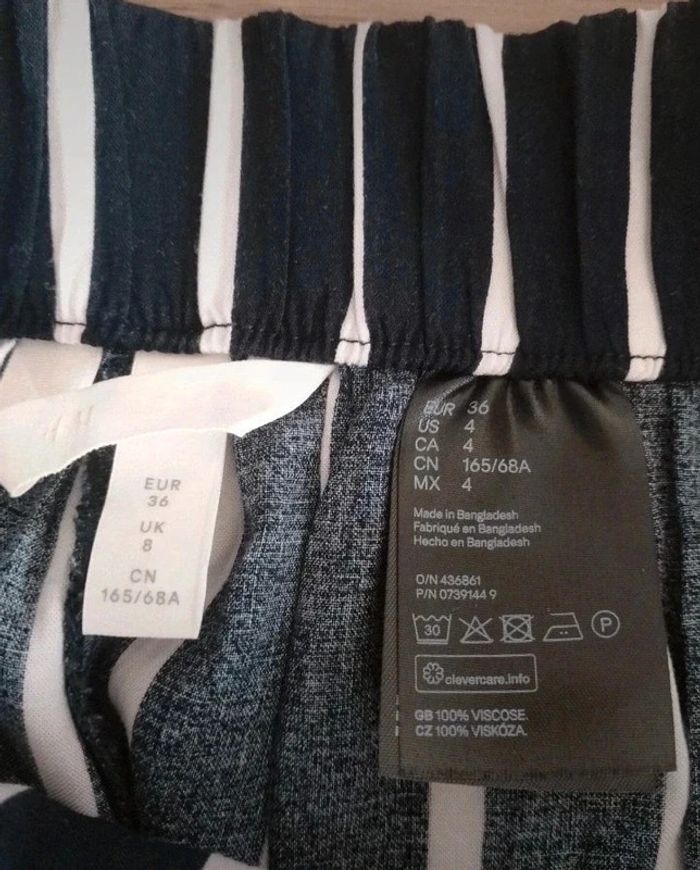 H&M
EUR
36
UK
8
CN
165/68A
EUR 36
US 4
CA 4
CN 165/68A
MX 4
Made in Bangladesh
Fabriqué en Bangladesh
Hecho en Bangladesh
O/N 436861
P/N 0739144 9
30 P
clevercare.info
GB 100% VISCOSE.
CZ 100% VISKÓZA.